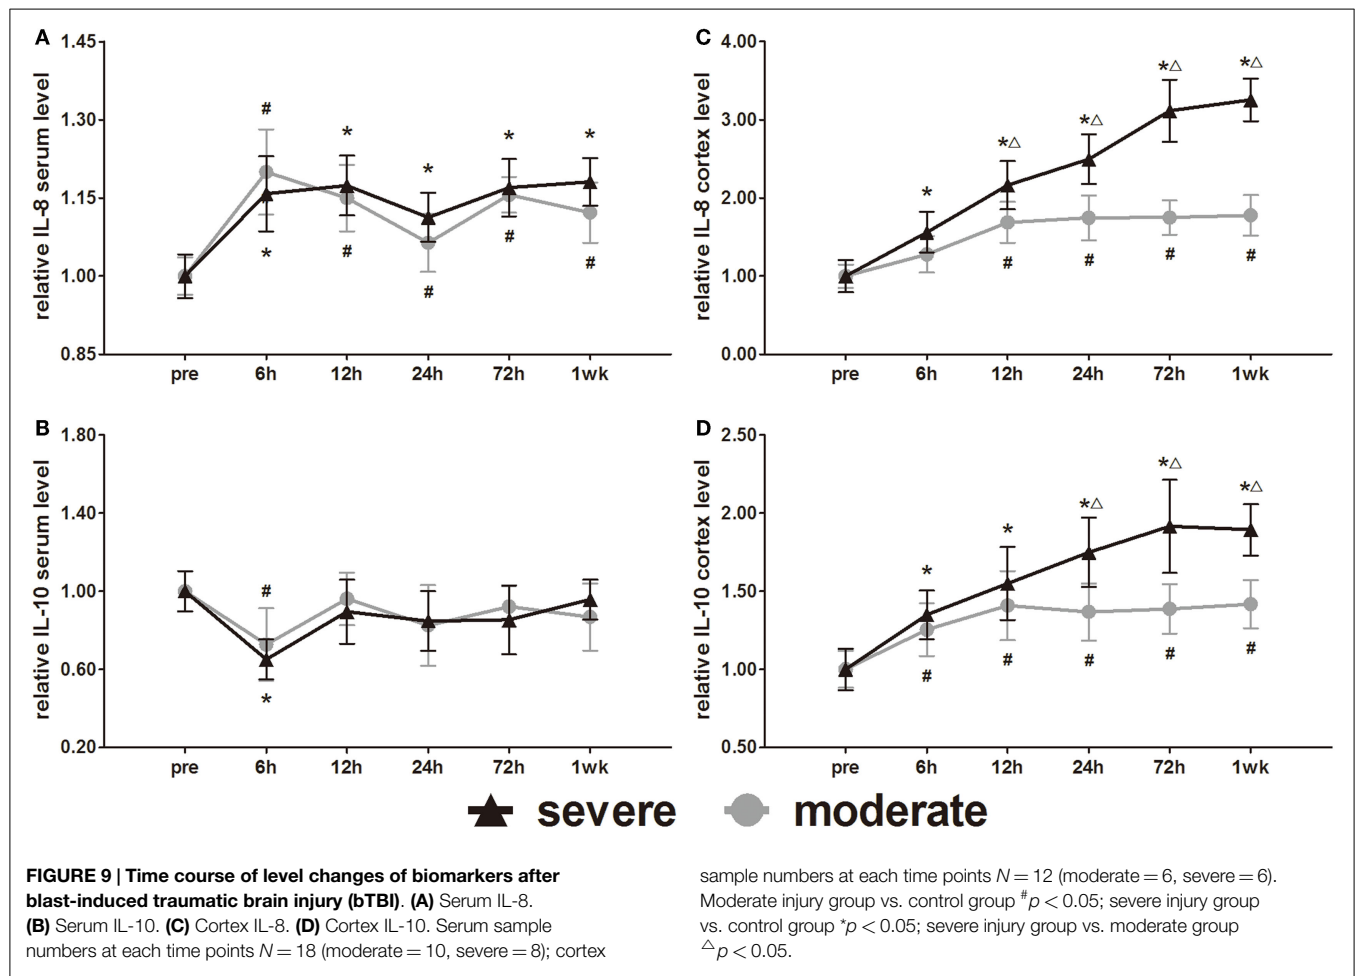 A
relative IL-8 serum level
1.45
1.30
1.15
1.00
0.85
#
*
*
#
*
#
*
#
*
#
pre
6h
12h
24h
72h
1wk
C
relative IL-8 cortex level
4.00
3.00
2.00
1.00
0.00
*
*△
#
*△
#
*△
#
*△
#
pre
6h
12h
24h
72h
1wk
B
relative IL-10 serum level
1.80
1.40
1.00
0.60
0.20
#
*
pre
6h
12h
24h
72h
1wk
D
relative IL-10 cortex level
2.50
2.00
1.50
1.00
0.50
*
#
*
#
*△
#
*△
#
*△
#
pre
6h
12h
24h
72h
1wk
severe
moderate
FIGURE 9 | Time course of level changes of biomarkers after
blast-induced traumatic brain injury (bTBI). (A) Serum IL-8.
(B) Serum IL-10. (C) Cortex IL-8. (D) Cortex IL-10. Serum sample
numbers at each time points N = 18 (moderate = 10, severe = 8); cortex
sample numbers at each time points N = 12 (moderate = 6, severe = 6).
Moderate injury group vs. control group #p < 0.05; severe injury group
vs. control group *p < 0.05; severe injury group vs. moderate group
△p < 0.05.